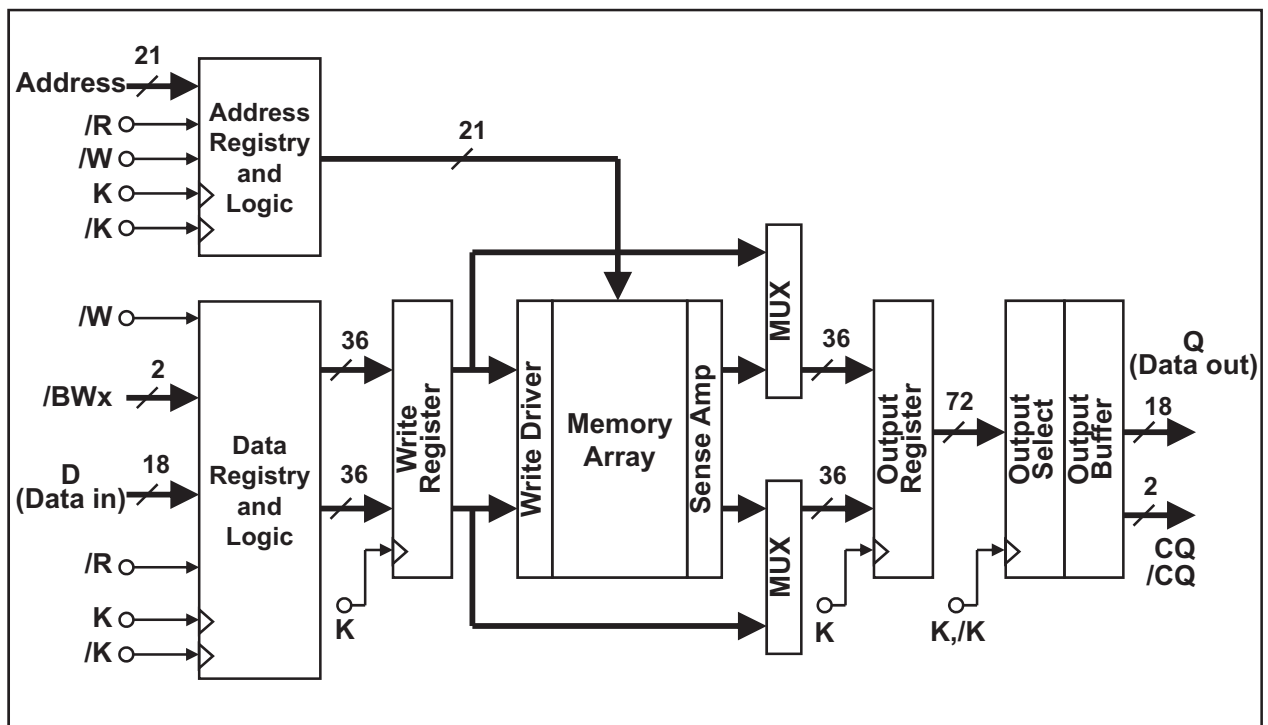 21
Address
/R
/W
K
/K
Address
Registry
and
Logic
21
/W
2
/BWx
18
D
(Data in)
/R
K
/K
Data
Registry
and
Logic
36
36
Write
Register
K
Write Driver
Memory
Array
Sense Amp
MUX
MUX
36
36
Output
Register
K
72
Output
Select
K,/K
Output
Buffer
Q
(Data out)
18
2
CQ
/CQ